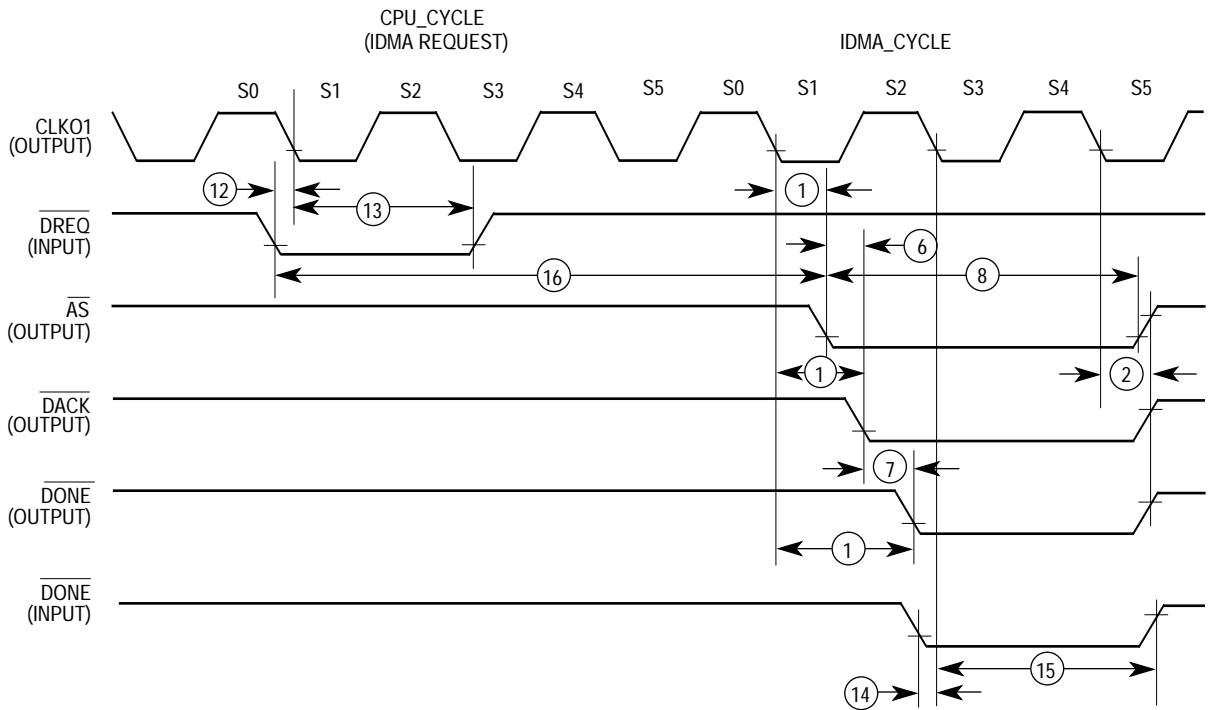 CPU_CYCLE
(IDMA REQUEST)
IDMA_CYCLE
S0 S1 S2 S3 S4 S5 S0 S1 S2 S3 S4 S5
CLKO1
(OUTPUT)
12 13 1
DREQ
(INPUT)
6
16 8
AS
(OUTPUT)
1 2
DACK
(OUTPUT)
7
DONE
(OUTPUT)
1
DONE
(INPUT)
15
14